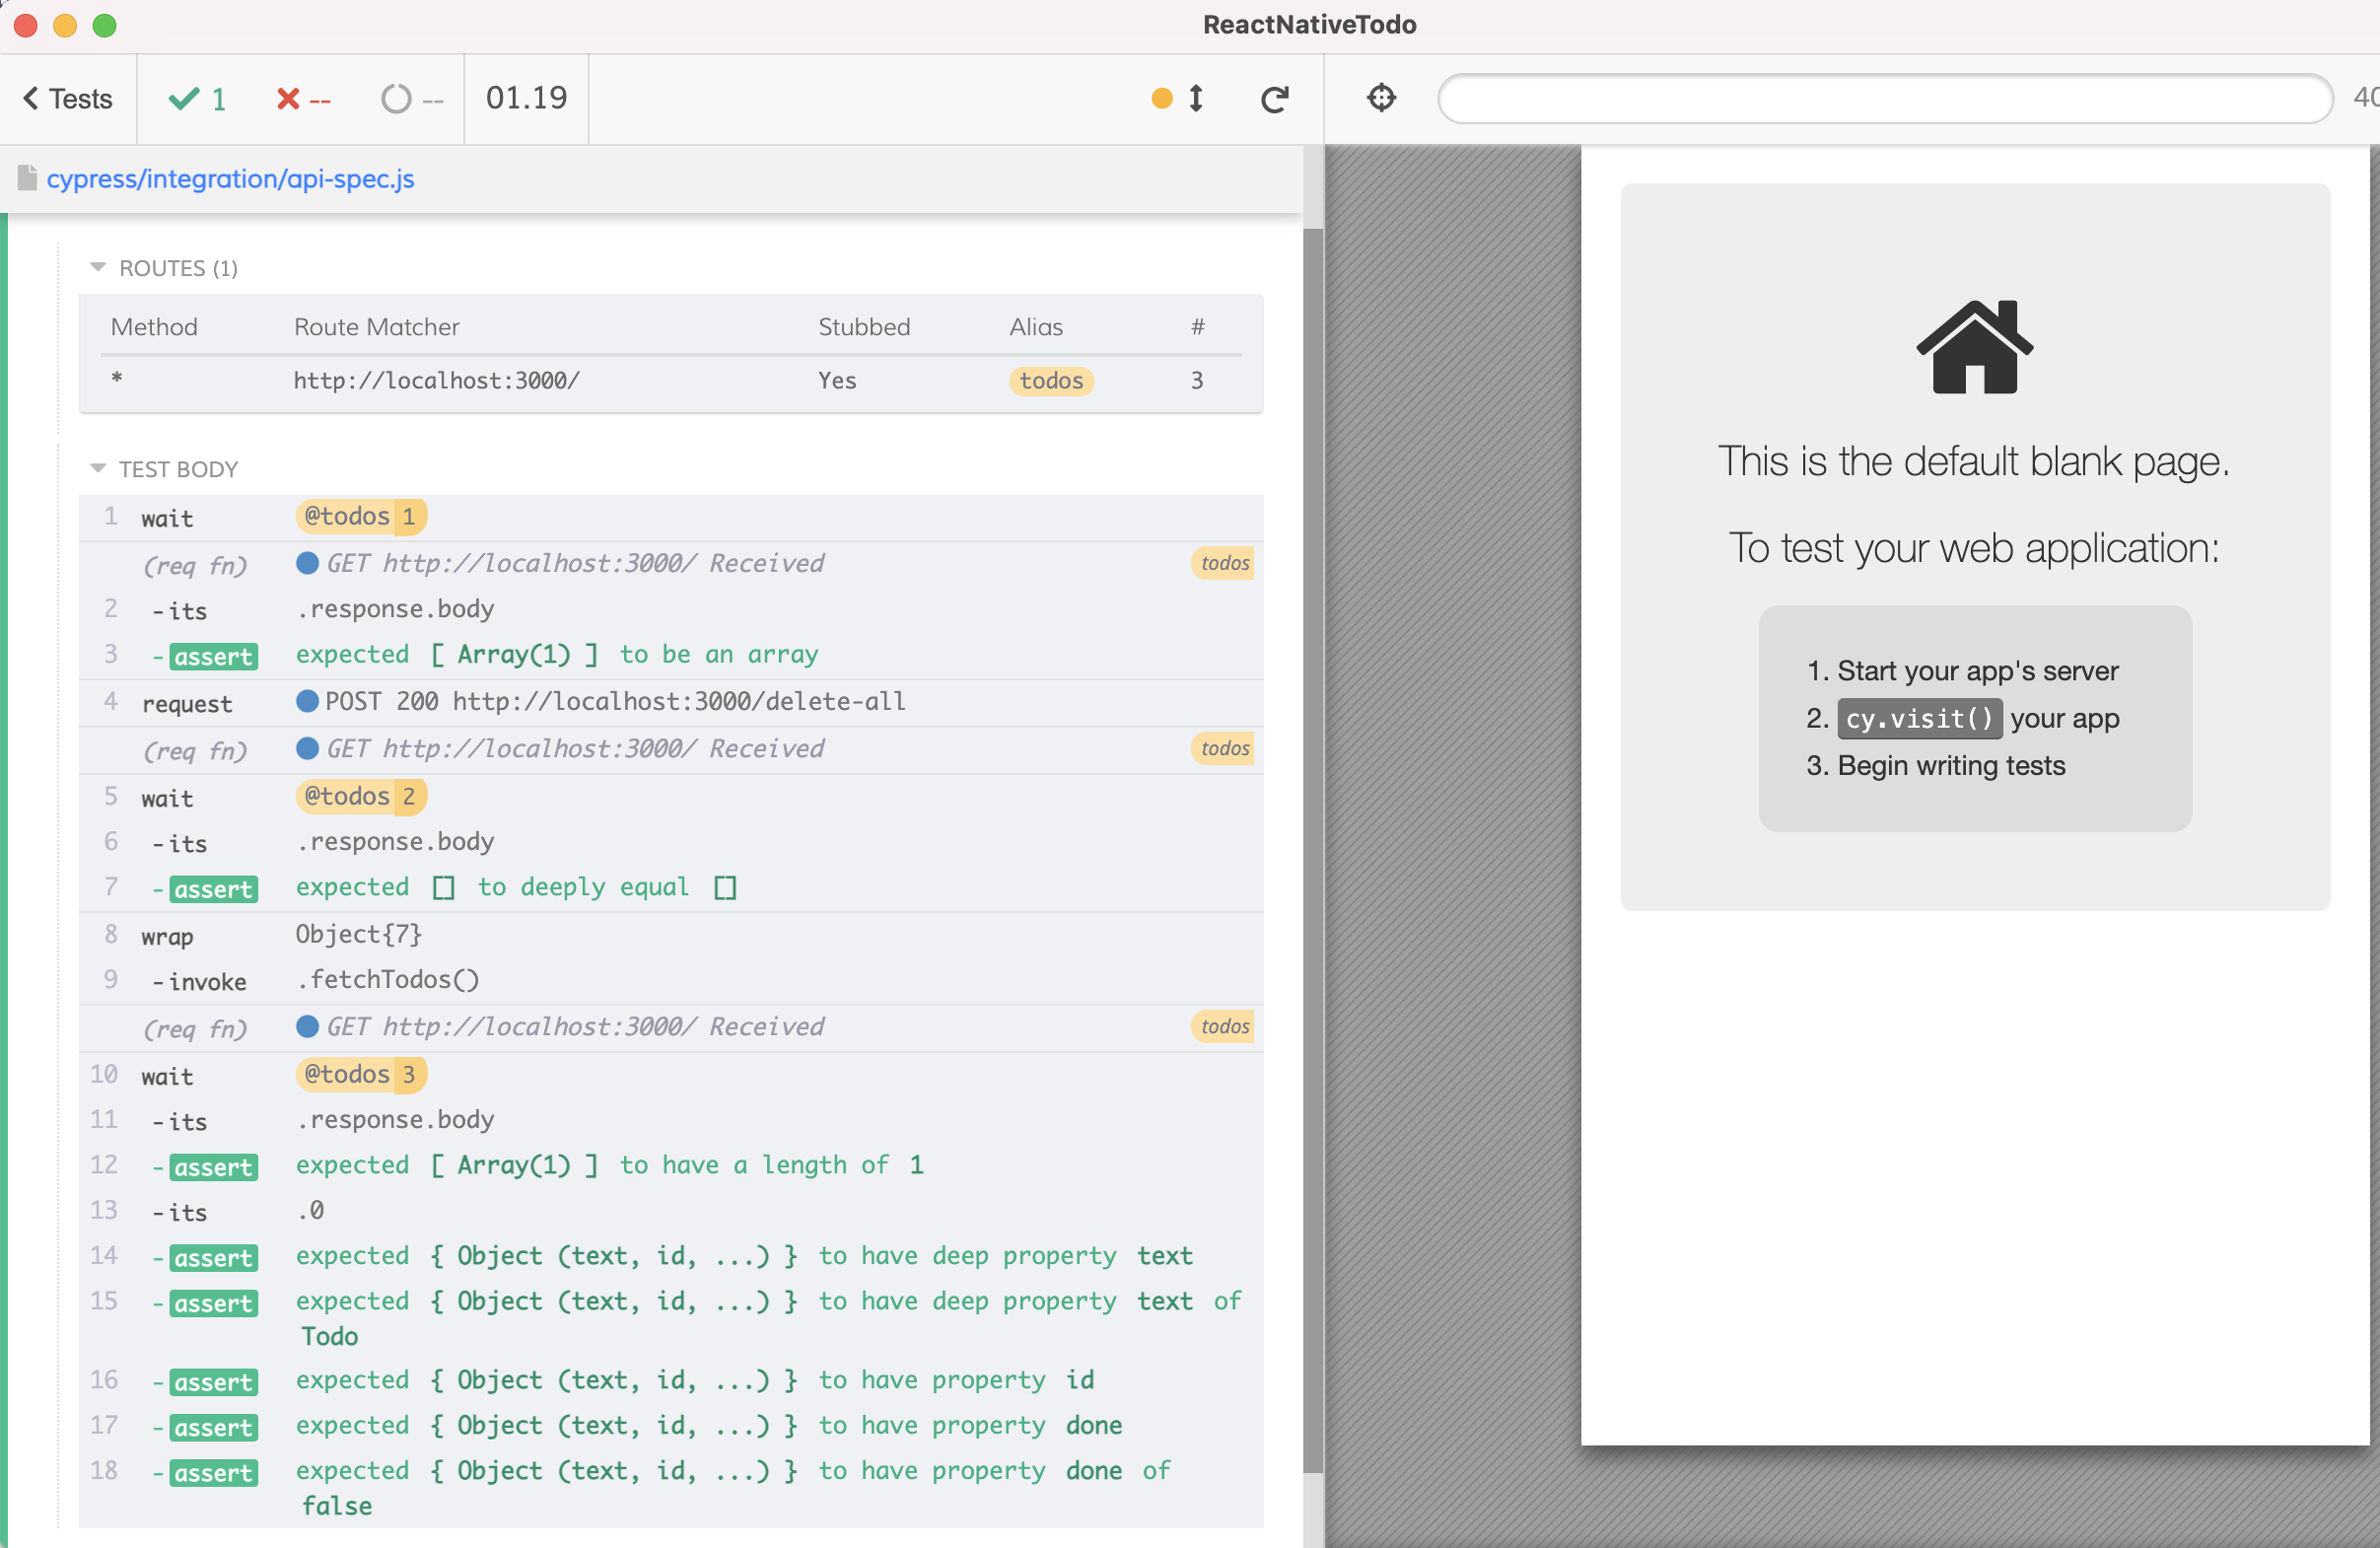 ReactNativeTodo
Tests 1 -- -- 01.19
cypress/integration/api-spec.js
ROUTES (1)
Method Route Matcher Stubbed Alias #
* http://localhost:3000/ Yes todos 3
TEST BODY
1 wait @todos 1
(req fn) GET http://localhost:3000/ Received todos
2 -its .response.body
3 -assert expected [ Array(1) ] to be an array
4 request POST 200 http://localhost:3000/delete-all
(req fn) GET http://localhost:3000/ Received todos
5 wait @todos 2
6 -its .response.body
7 -assert expected [] to deeply equal []
8 wrap Object{7}
9 -invoke .fetchTodos()
(req fn) GET http://localhost:3000/ Received todos
10 wait @todos 3
11 -its .response.body
12 -assert expected [ Array(1) ] to have a length of 1
13 -its .0
14 -assert expected { Object (text, id, ...) } to have deep property text
15 -assert expected { Object (text, id, ...) } to have deep property text of
Todo
16 -assert expected { Object (text, id, ...) } to have property id
17 -assert expected { Object (text, id, ...) } to have property done
18 -assert expected { Object (text, id, ...) } to have property done of
false
This is the default blank page.
To test your web application:
1. Start your app's server
2. cy.visit() your app
3. Begin writing tests